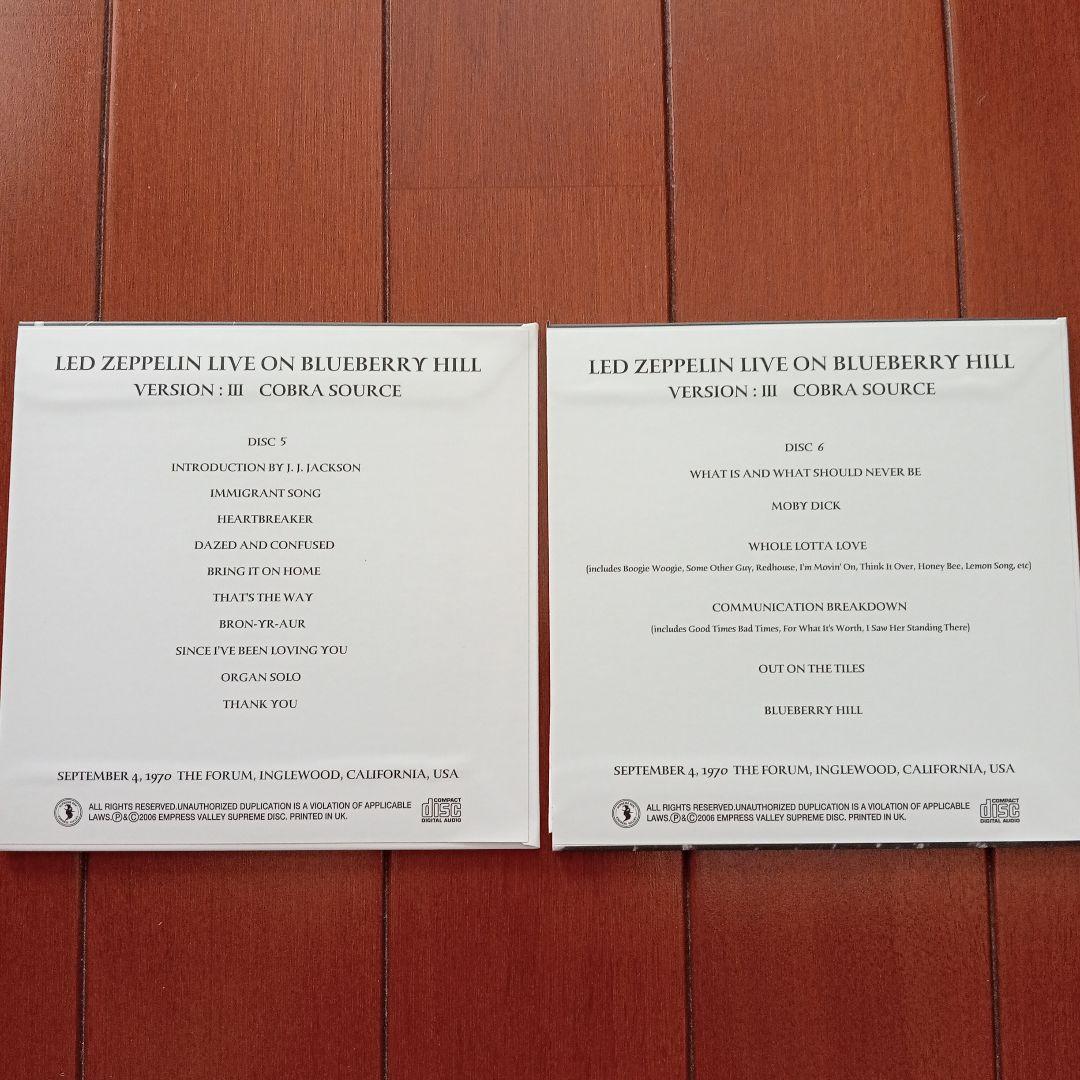 LED ZEPPELIN LIVE ON BLUEBERRY HILL
VERSION : III COBRA SOURCE
DISC 5
INTRODUCTION BY J. J. JACKSON
IMMIGRANT SONG
HEARTBREAKER
DAZED AND CONFUSED
BRING IT ON HOME
THAT'S THE WAY
BRON-YR-AUR
SINCE I'VE BEEN LOVING YOU
ORGAN SOLO
THANK YOU
SEPTEMBER 4, 1970 THE FORUM, INGLEWOOD, CALIFORNIA, USA
ALL RIGHTS RESERVED.UNAUTHORIZED DUPLICATION IS A VIOLATION OF APPLICABLE
LAWS.Ⓟ&Ⓒ2006 EMPRESS VALLEY SUPREME DISC. PRINTED IN UK.
COMPACT
disc
DIGITAL AUDIO
LED ZEPPELIN LIVE ON BLUEBERRY HILL
VERSION : III COBRA SOURCE
DISC 6
WHAT IS AND WHAT SHOULD NEVER BE
MOBY DICK
WHOLE LOTTA LOVE
(includes Boogie Woogie, Some Other Guy, Redhouse, I'm Movin' On, Think It Over, Honey Bee, Lemon Song, etc)
COMMUNICATION BREAKDOWN
(includes Good Times Bad Times, For What It's Worth, I Saw Her Standing There)
OUT ON THE TILES
BLUEBERRY HILL
SEPTEMBER 4, 1970 THE FORUM, INGLEWOOD, CALIFORNIA, USA
ALL RIGHTS RESERVED.UNAUTHORIZED DUPLICATION IS A VIOLATION OF APPLICABLE
LAWS.Ⓟ&Ⓒ2006 EMPRESS VALLEY SUPREME DISC. PRINTED IN UK.
COMPACT
disc
DIGITAL AUDIO